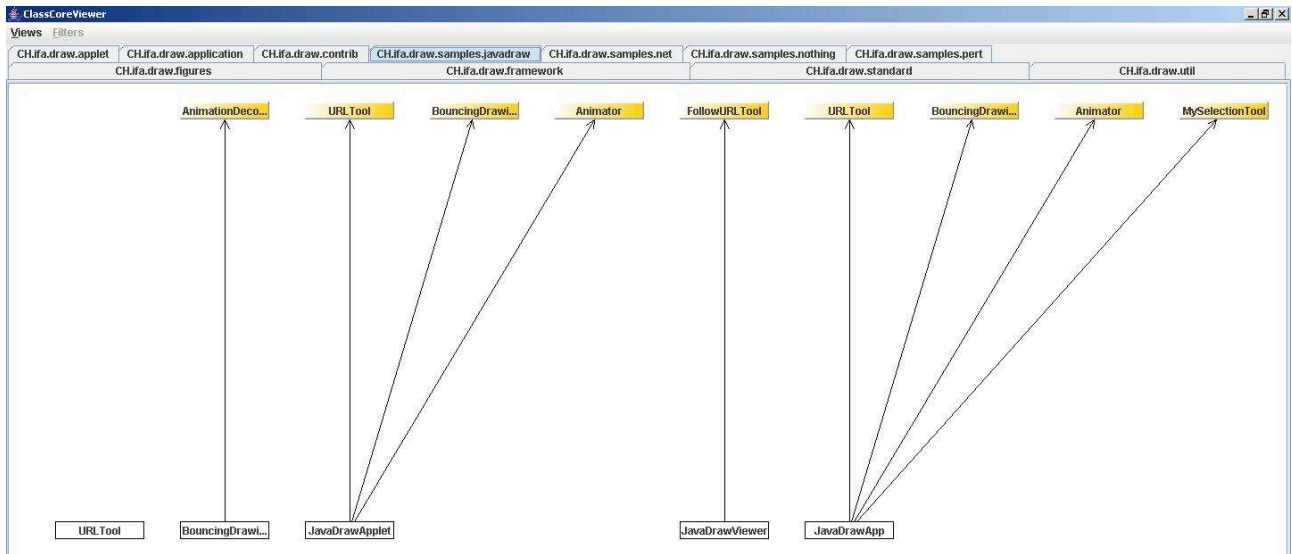 ClassCoreViewer
Views Filters
CH.ifa.draw.applet CH.ifa.draw.application CH.ifa.draw.contrib CH.ifa.draw.samples.javadraw CH.ifa.draw.samples.net CH.ifa.draw.samples.nothing CH.ifa.draw.samples.pert
CH.ifa.draw.figures CH.ifa.draw.framework CH.ifa.draw.standard CH.ifa.draw.util
AnimationDeco... URLTool BouncingDrawi... Animator FollowURLTool URLTool BouncingDrawi... Animator MySelectionTool
URLTool BouncingDrawi... JavaDrawApplet JavaDrawViewer JavaDrawApp